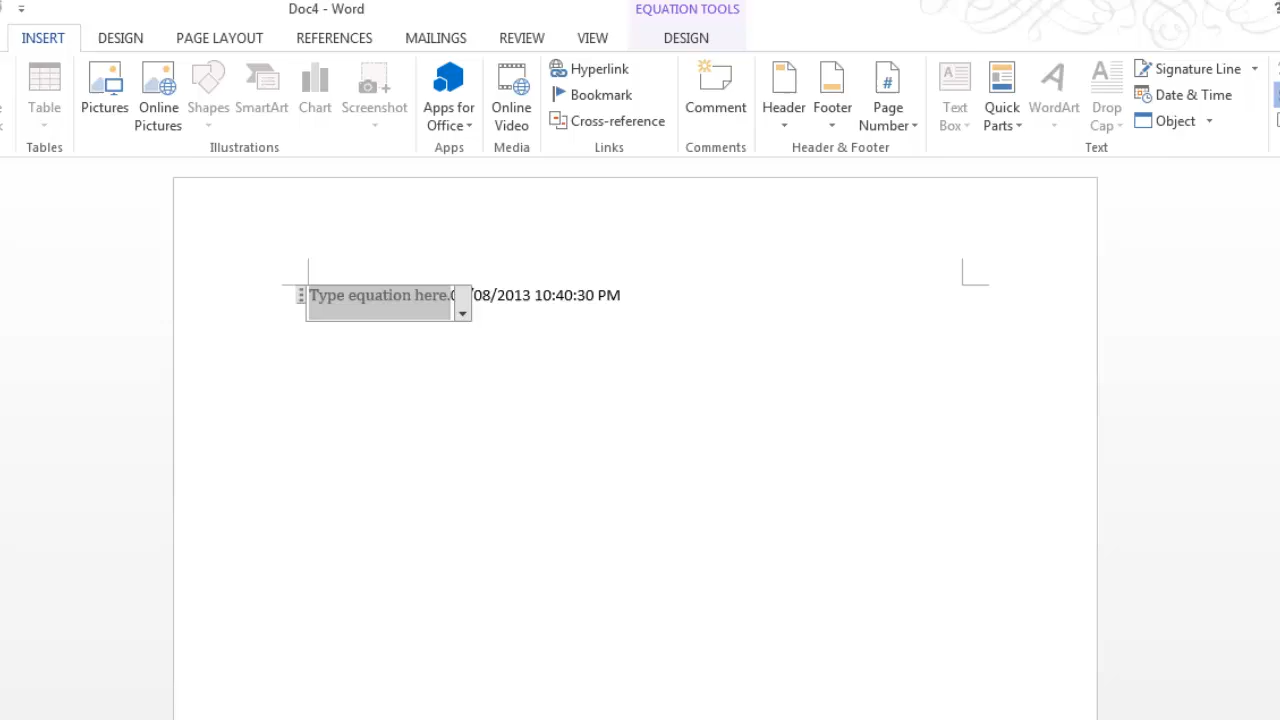 Doc4 - Word
EQUATION TOOLS
INSERT DESIGN PAGE LAYOUT REFERENCES MAILINGS REVIEW VIEW DESIGN
Table
Pictures
Online Pictures
Shapes
SmartArt
Chart
Screenshot
Apps for Office
Online Video
Hyperlink
Bookmark
Cross-reference
Comment
Header
Footer
Page Number
Text Box
Quick Parts
WordArt
Drop Cap
Signature Line
Date & Time
Object
Tables Illustrations Apps Media Links Comments Header & Footer Text
Type equation here. /08/2013 10:40:30 PM